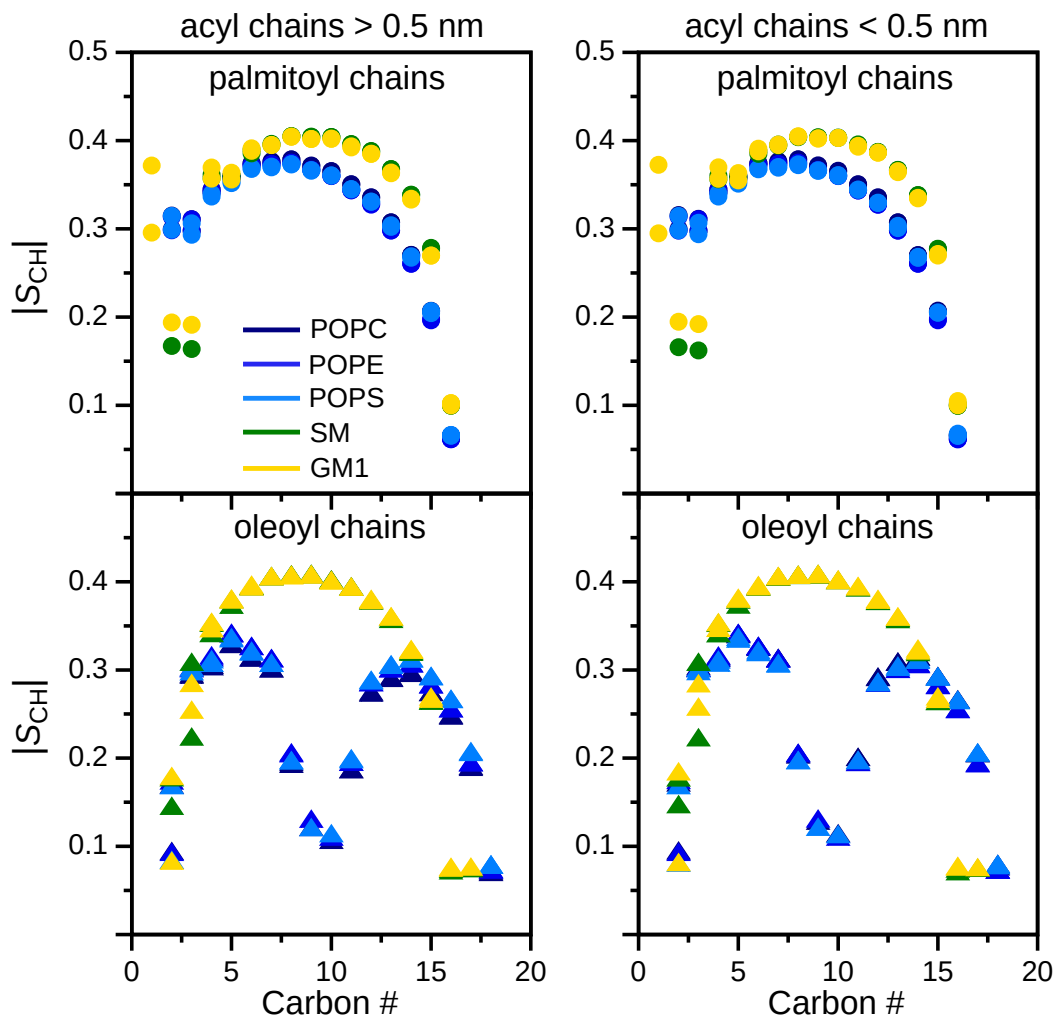 acyl chains > 0.5 nm
acyl chains < 0.5 nm
palmitoyl chains
palmitoyl chains
0.5
0.4
0.3
0.2
0.1
|SCH|
POPC
POPE
POPS
SM
GM1
0.5
0.4
0.3
0.2
0.1
oleoyl chains
oleoyl chains
0.4
0.3
0.2
0.1
|SCH|
0.4
0.3
0.2
0.1
0 5 10 15 20
0 5 10 15 20
Carbon #
Carbon #